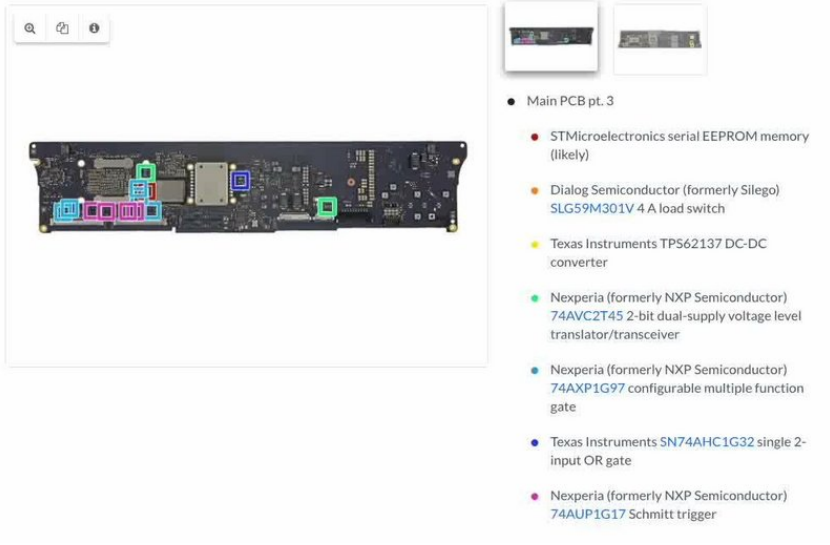 Main PCB pt. 3
STMicroelectronics serial EEPROM memory
(likely)
Dialog Semiconductor (formerly Silego)
SLG59M301V 4 A load switch
Texas Instruments TPS62137 DC-DC
converter
Nexperia (formerly NXP Semiconductor)
74AVC2T45 2-bit dual-supply voltage level
translator/transceiver
Nexperia (formerly NXP Semiconductor)
74AXP1G97 configurable multiple function
gate
Texas Instruments SN74AHC1G32 single 2-
input OR gate
Nexperia (formerly NXP Semiconductor)
74AUP1G17 Schmitt trigger